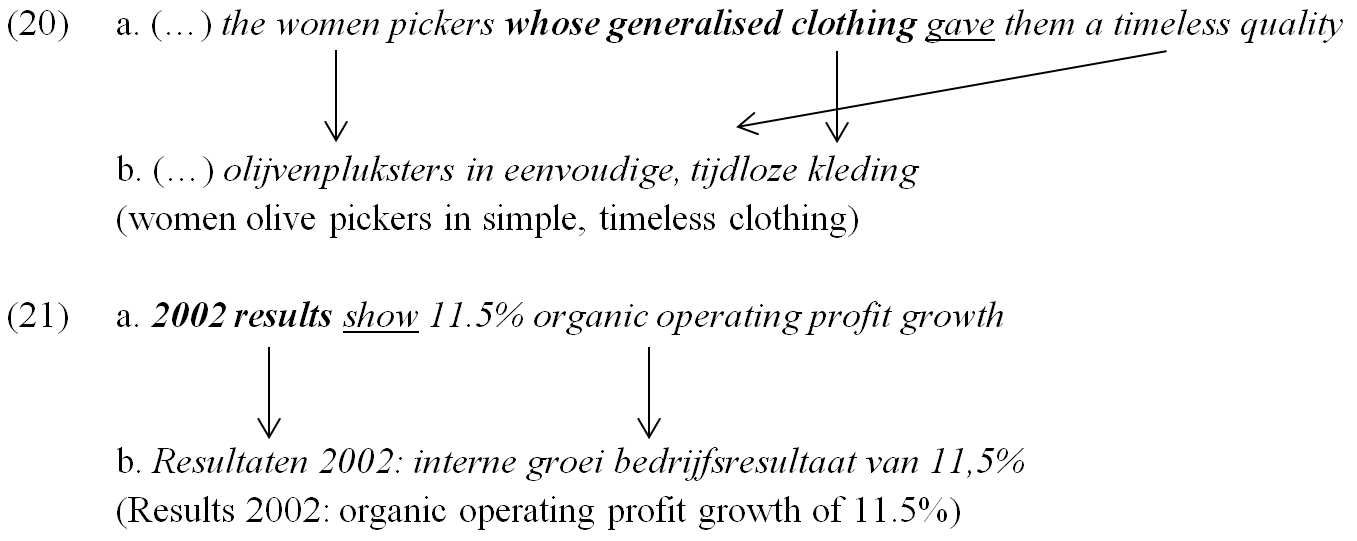 (20) a. (…) the women pickers whose generalised clothing gave them a timeless quality
b. (…) olijvenpluksters in eenvoudige, tijdloze kleding
(women olive pickers in simple, timeless clothing)
(21) a. 2002 results show 11.5% organic operating profit growth
b. Resultaten 2002: interne groei bedrijfsresultaat van 11,5%
(Results 2002: organic operating profit growth of 11.5%)